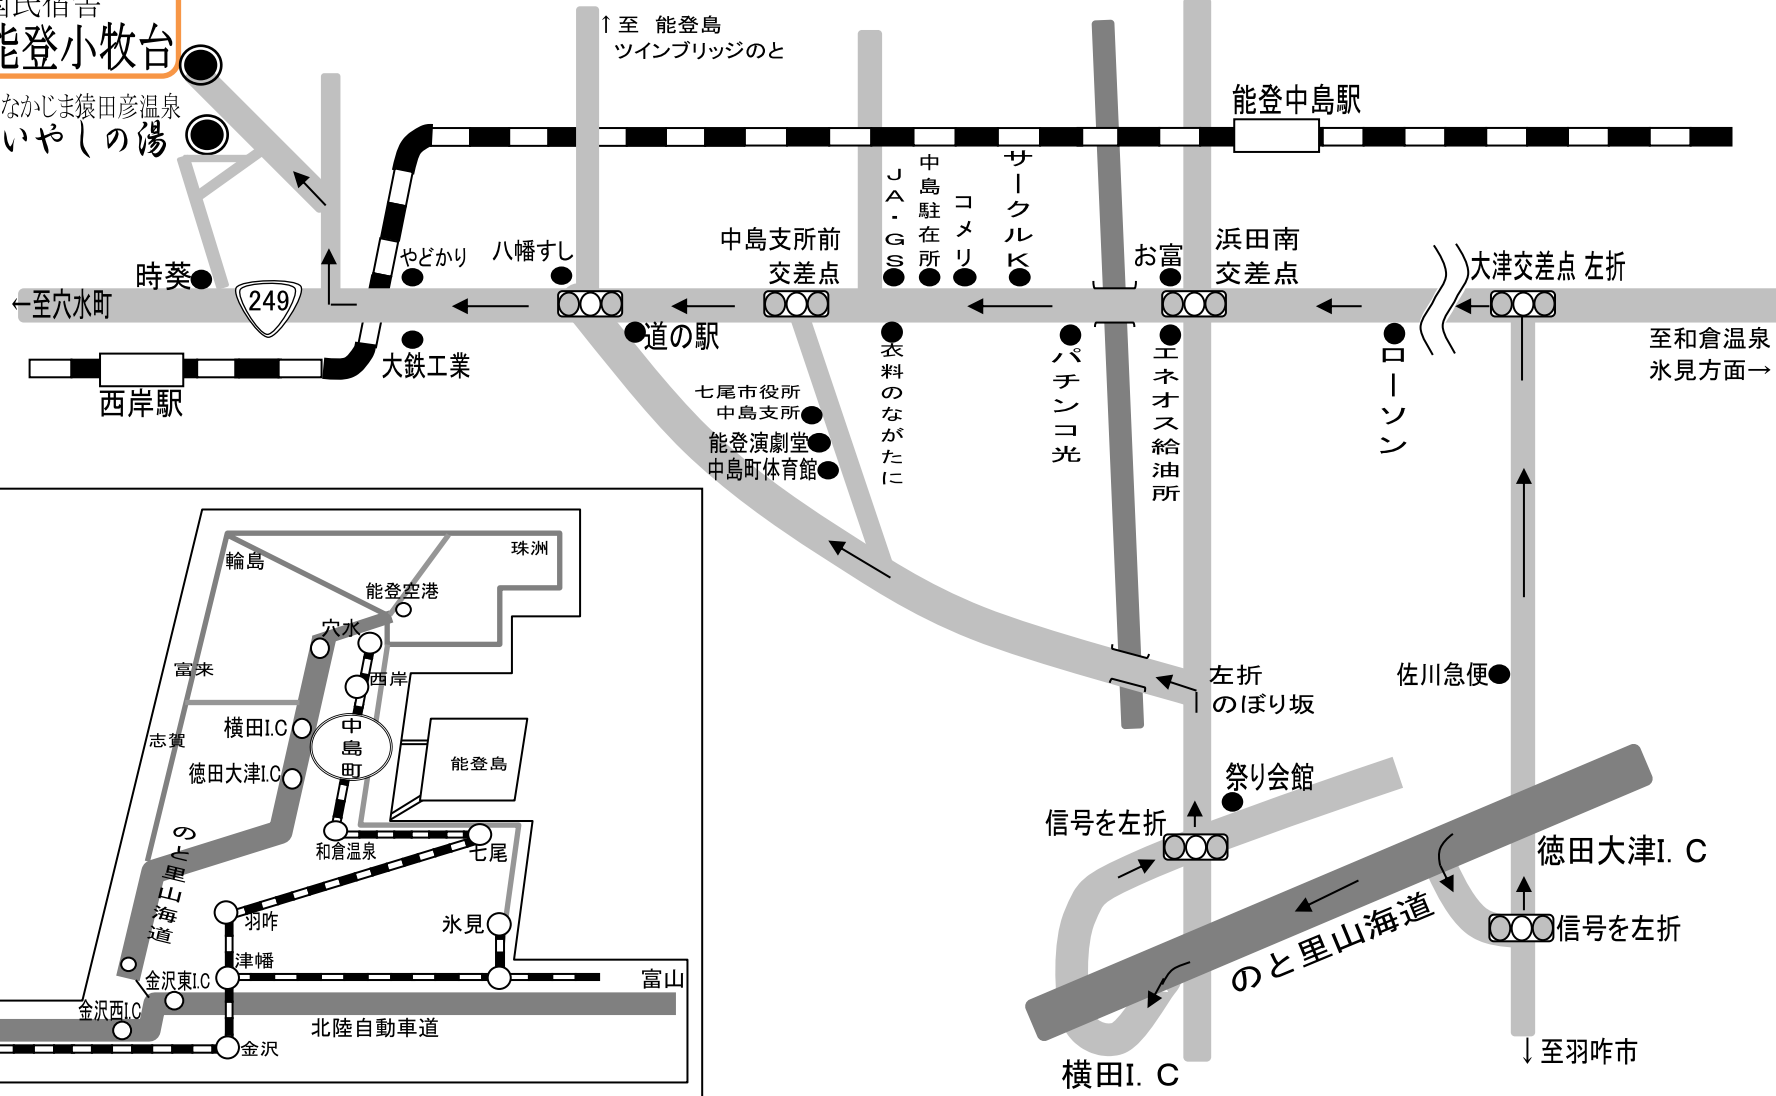 国民宿舎
能登小牧台
なかじま猿田彦温泉
いやしの湯
↑至 能登島
ツインブリッジのと
能登中島駅
時葵
←至穴水町
249
やどかり
八幡すし
中島支所前
交差点
JA・GS
中島駐在所
コメリ
サークルK
お富
浜田南
交差点
大津交差点 左折
至和倉温泉
氷見方面→
西岸駅
大鉄工業
道の駅
七尾市役所
中島支所
能登演劇堂
中島町体育館
衣料のながたに
パチンコ光
エネオス給油所
ローソン
左折
のぼり坂
佐川急便
祭り会館
信号を左折
徳田大津I.C
信号を左折
のと里山海道
横田I.C
↓至羽咋市
輪島
珠洲
能登空港
穴水
富来
西岸
横田I.C
中島町
志賀
徳田大津I.C
能登島
のと里山海道
和倉温泉
七尾
羽咋
氷見
津幡
金沢東I.C
富山
金沢西I.C
北陸自動車道
金沢